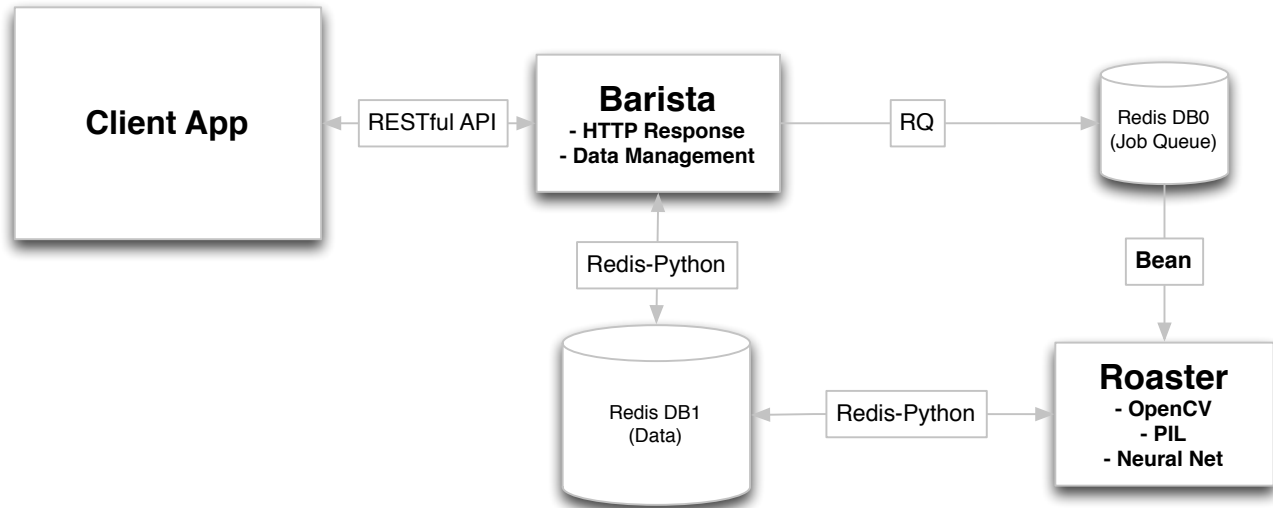 Client App
RESTful API
Barista
- HTTP Response
- Data Management
RQ
Redis DB0
(Job Queue)
Redis-Python
Bean
Redis DB1
(Data)
Redis-Python
Roaster
- OpenCV
- PIL
- Neural Net